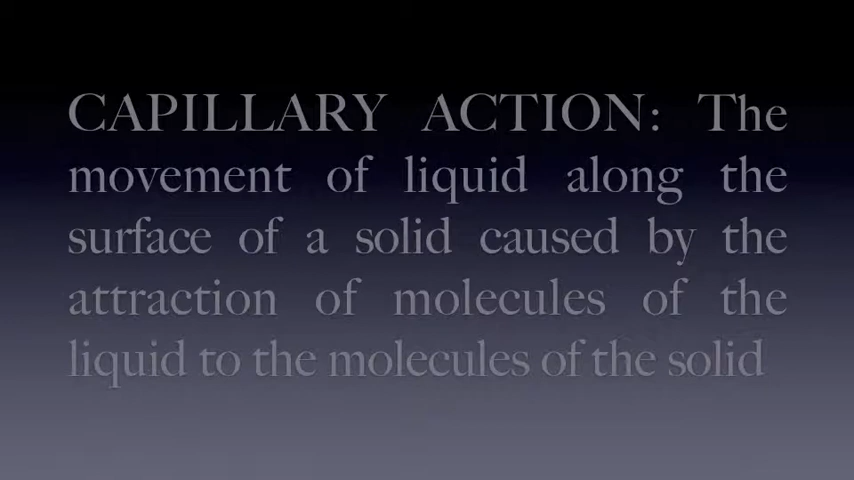 CAPILLARY ACTION: The
movement of liquid along the
surface of a solid caused by the
attraction of molecules of the
liquid to the molecules of the solid